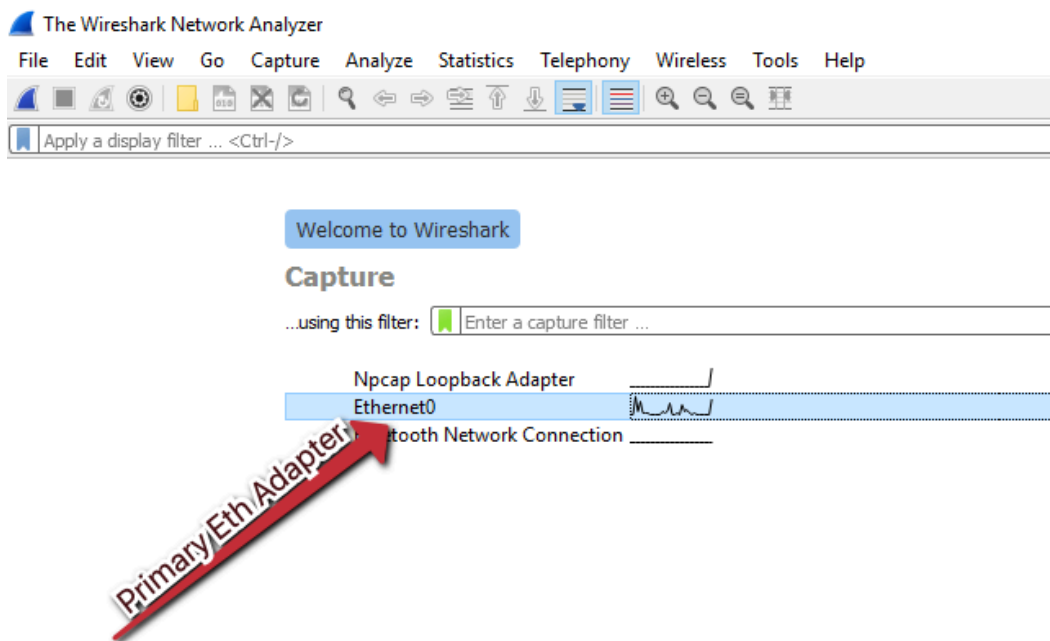 The Wireshark Network Analyzer
File Edit View Go Capture Analyze Statistics Telephony Wireless Tools Help
Apply a display filter ... <Ctrl-/>
Welcome to Wireshark
Capture
...using this filter: Enter a capture filter ...
Npcap Loopback Adapter
Ethernet0
Network Connection
Primary Eth Adapter